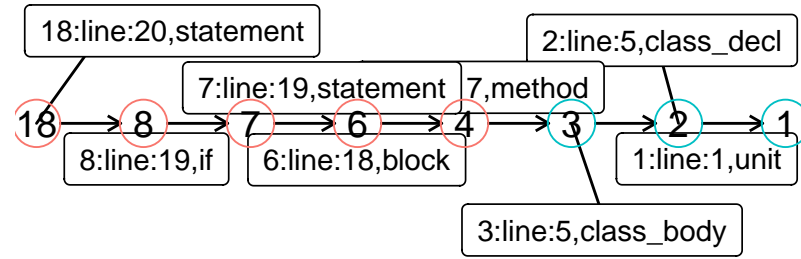 18:line:20,statement
2:line:5,class_decl
7:line:19,statement
7,method
18
8
7
6
4
3
2
1
8:line:19,if
6:line:18,block
1:line:1,unit
3:line:5,class_body